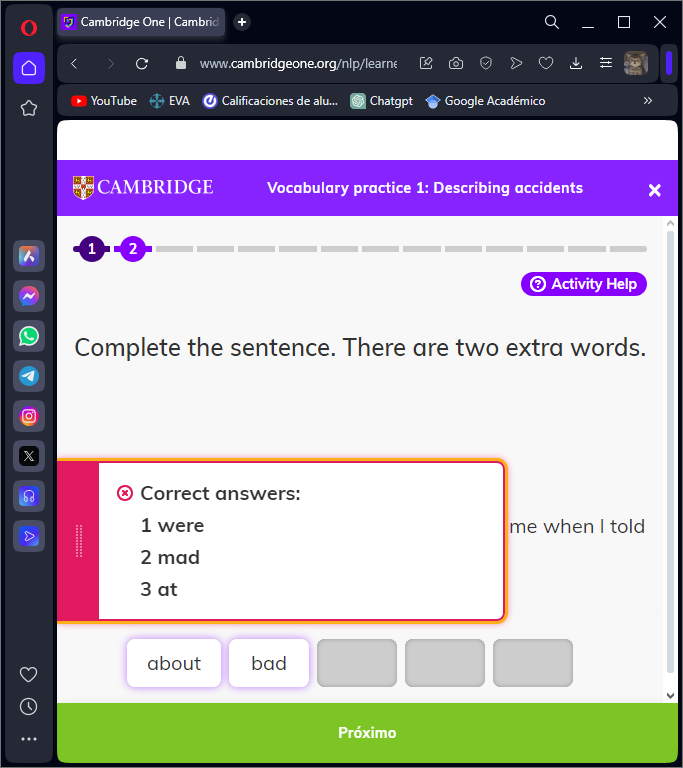 Cambridge One | Cambrid
www.cambridgeone.org/nlp/learne
YouTube EVA Calificaciones de alu... Chatgpt Google Académico »
CAMBRIDGE Vocabulary practice 1: Describing accidents
1 2
Activity Help
Complete the sentence. There are two extra words.
Correct answers:
1 were
me when I told
2 mad
3 at
about bad
Próximo